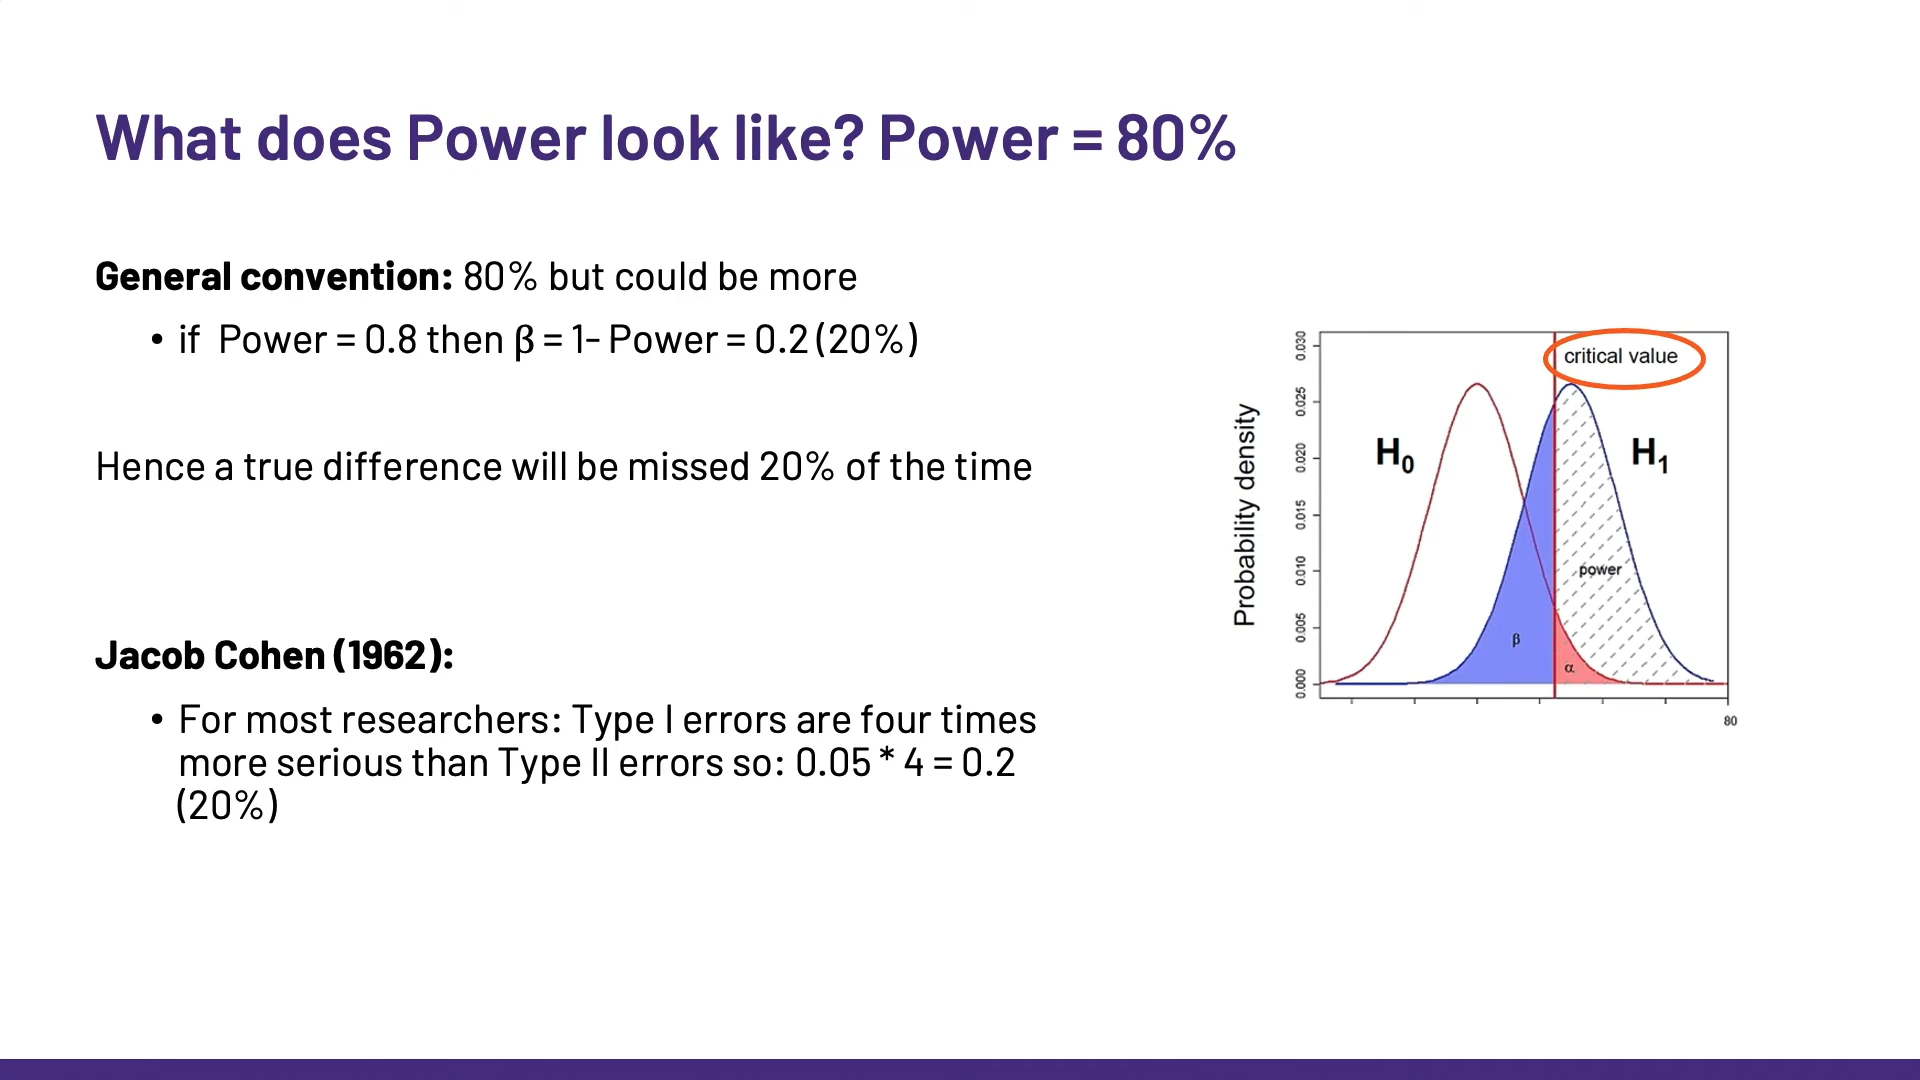 What does Power look like? Power = 80%
General convention: 80% but could be more
• if Power = 0.8 then β = 1- Power = 0.2 (20%)
Hence a true difference will be missed 20% of the time
Jacob Cohen (1962):
• For most researchers: Type I errors are four times
more serious than Type II errors so: 0.05 * 4 = 0.2
(20%)
critical value
H₀
H₁
power
β
α
Probability density
0.030
0.025
0.020
0.015
0.010
0.005
0.000
80